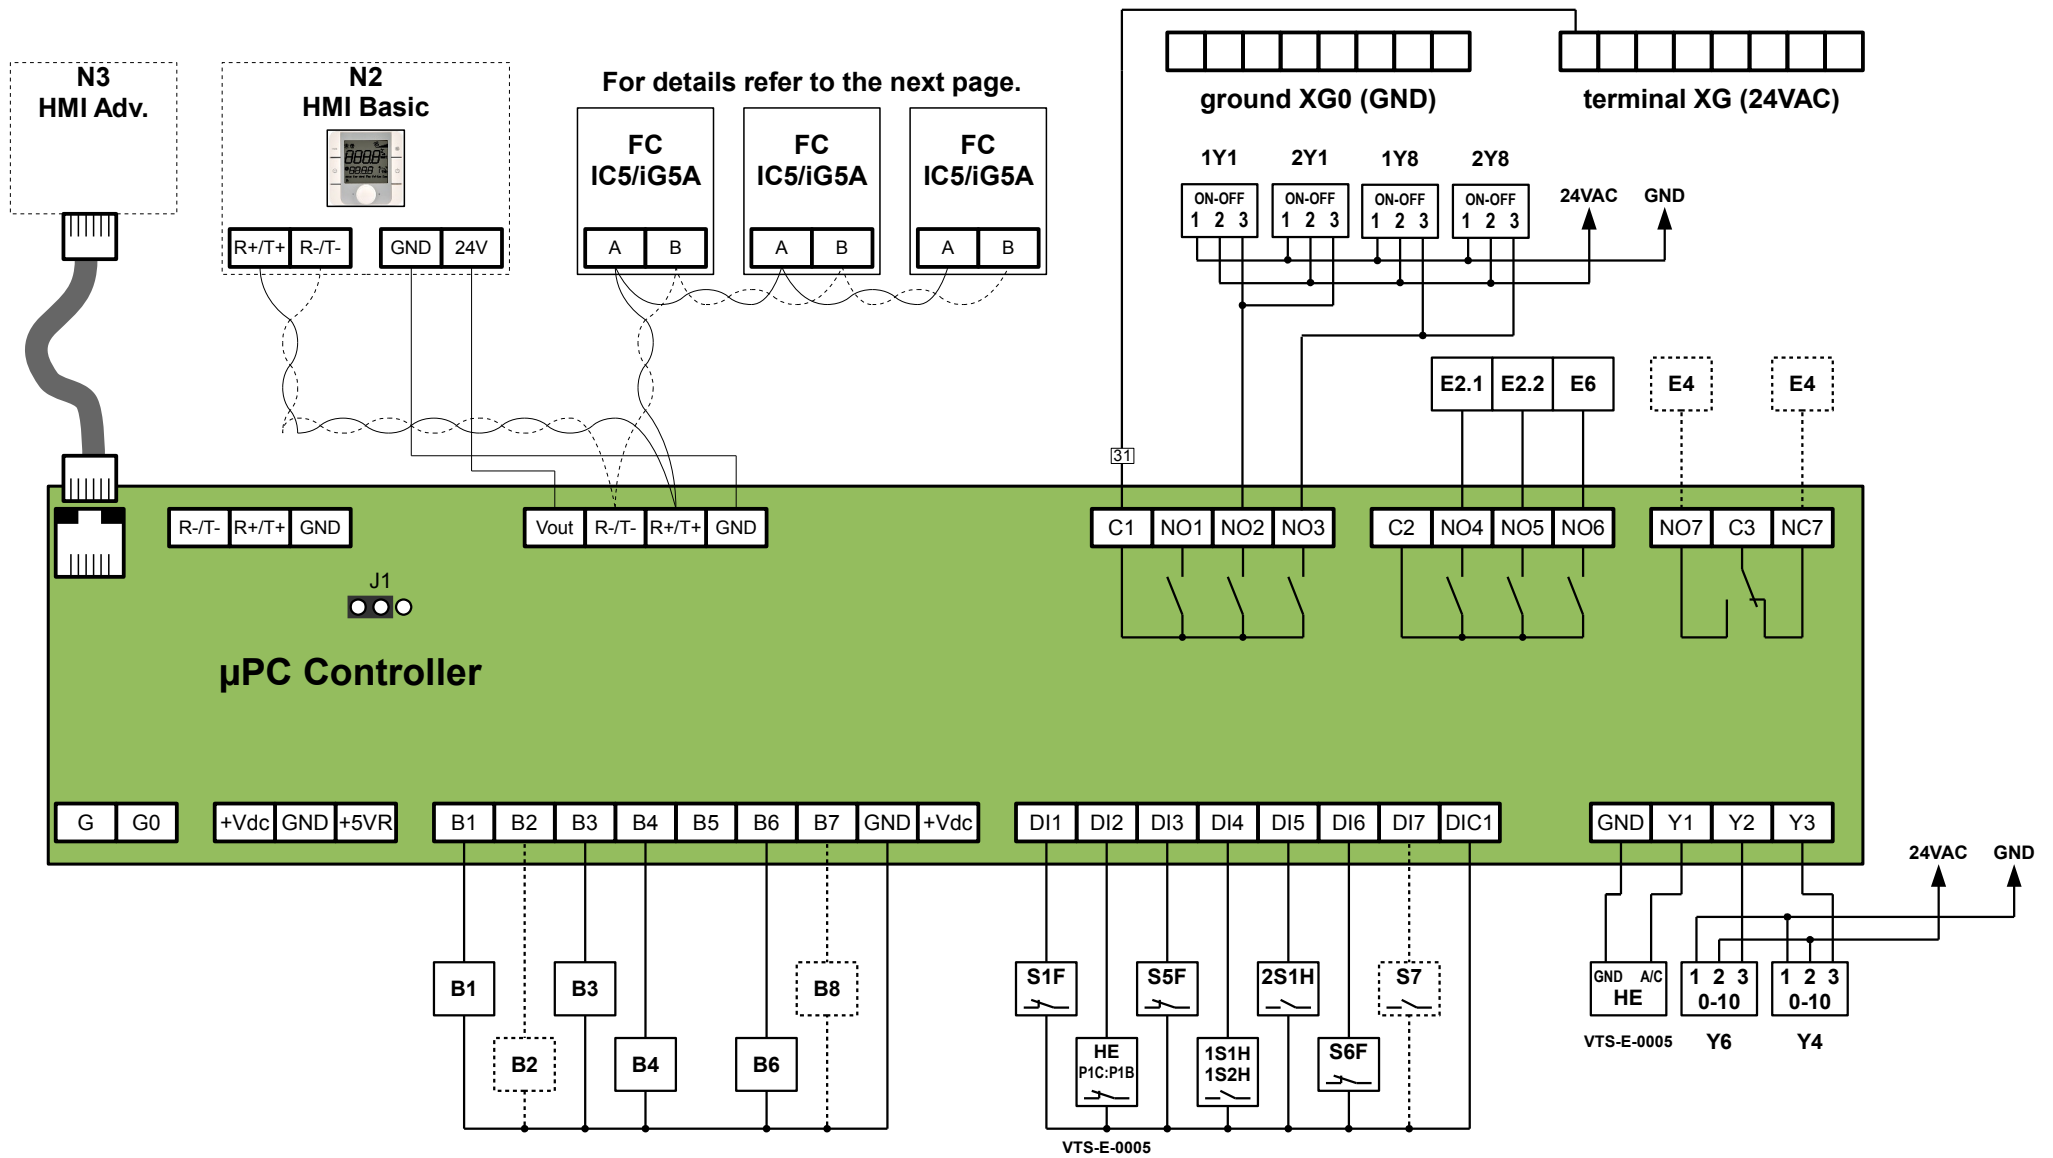 N3
HMI Adv.
N2
HMI Basic
R+/T+ R-/T- GND 24V
For details refer to the next page.
FC
IC5/iG5A
A B
FC
IC5/iG5A
A B
FC
IC5/iG5A
A B
ground XG0 (GND)
terminal XG (24VAC)
1Y1 2Y1 1Y8 2Y8
ON-OFF ON-OFF ON-OFF ON-OFF
1 2 3 1 2 3 1 2 3 1 2 3
24VAC GND
E2.1 E2.2 E6
E4 E4
31
R-/T- R+/T+ GND
Vout R-/T- R+/T+ GND
C1 NO1 NO2 NO3
C2 NO4 NO5 NO6
NO7 C3 NC7
J1
µPC Controller
G G0
+Vdc GND +5VR
B1 B2 B3 B4 B5 B6 B7 GND +Vdc
DI1 DI2 DI3 DI4 DI5 DI6 DI7 DIC1
GND Y1 Y2 Y3
24VAC GND
B1 B3 B8
B2 B4 B6
S1F S5F 2S1H S7
HE
P1C:P1B
1S1H
1S2H
S6F
VTS-E-0005
GND A/C
HE
VTS-E-0005
1 2 3
0-10
Y6
1 2 3
0-10
Y4